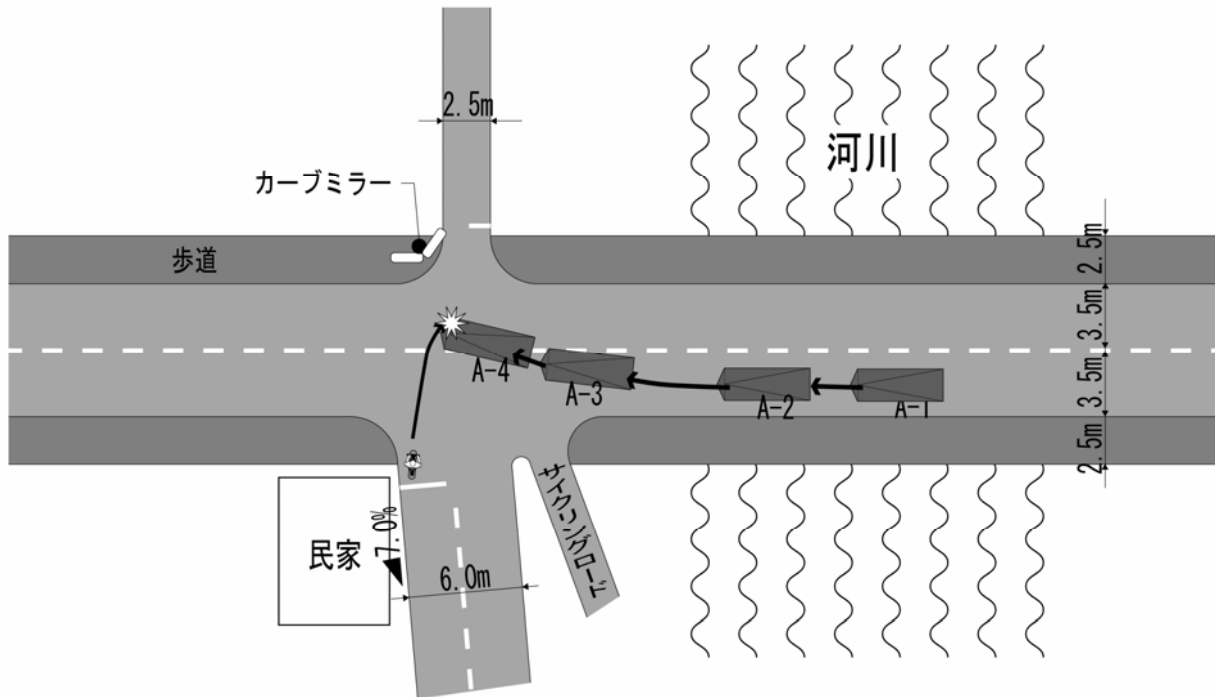 2.5m
カーブミラー
河川
歩道
2.5m
3.5m
3.5m
2.5m
A-4
A-3
A-2
A-1
サイクリングロード
民家
7.0%
6.0m